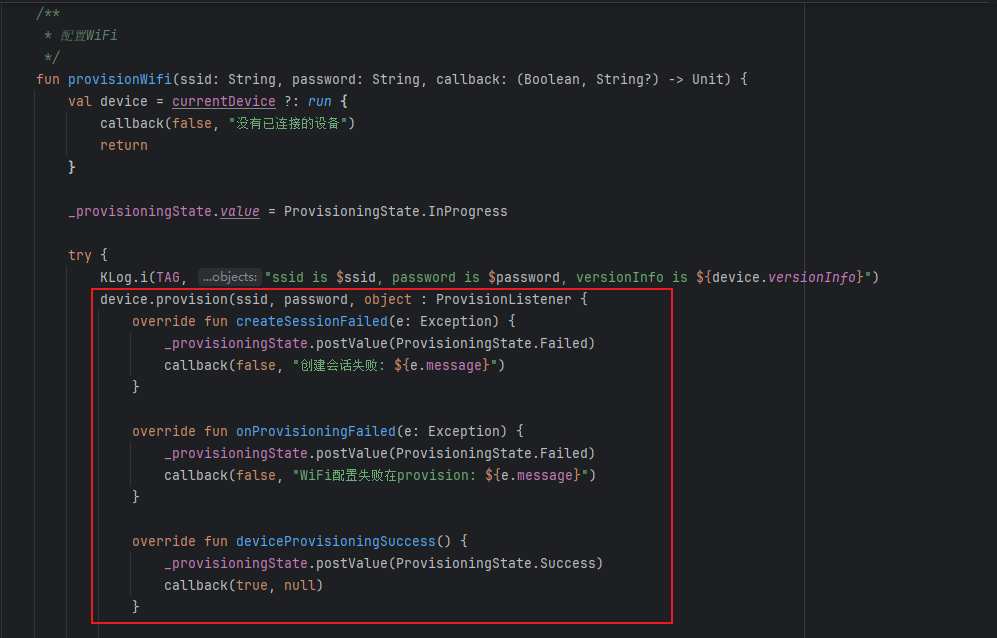 /**
* 配置WiFi
*/
fun provisionWifi(ssid: String, password: String, callback: (Boolean, String?) -> Unit) {
val device = currentDevice ?: run {
callback(false, "没有已连接的设备")
return
}
_provisioningState.value = ProvisioningState.InProgress
try {
KLog.i(TAG, ...objects: "ssid is $ssid, password is $password, versionInfo is ${device.versionInfo}")
device.provision(ssid, password, object : ProvisionListener {
override fun createSessionFailed(e: Exception) {
_provisioningState.postValue(ProvisioningState.Failed)
callback(false, "创建会话失败: ${e.message}")
}
override fun onProvisioningFailed(e: Exception) {
_provisioningState.postValue(ProvisioningState.Failed)
callback(false, "WiFi配置失败在provision: ${e.message}")
}
override fun deviceProvisioningSuccess() {
_provisioningState.postValue(ProvisioningState.Success)
callback(true, null)
}